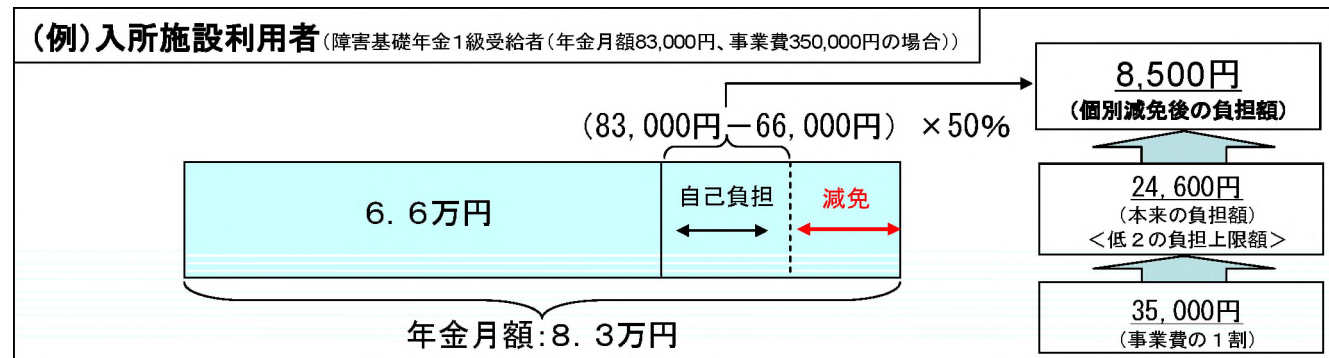 （例）入所施設利用者（障害基礎年金１級受給者（年金月額83,000円、事業費350,000円の場合））
8,500円
（個別減免後の負担額）
（83,000円－66,000円）×50％
24,600円
（本来の負担額）
＜低２の負担上限額＞
６．６万円
自己負担
減免
35,000円
（事業費の１割）
年金月額：８．３万円